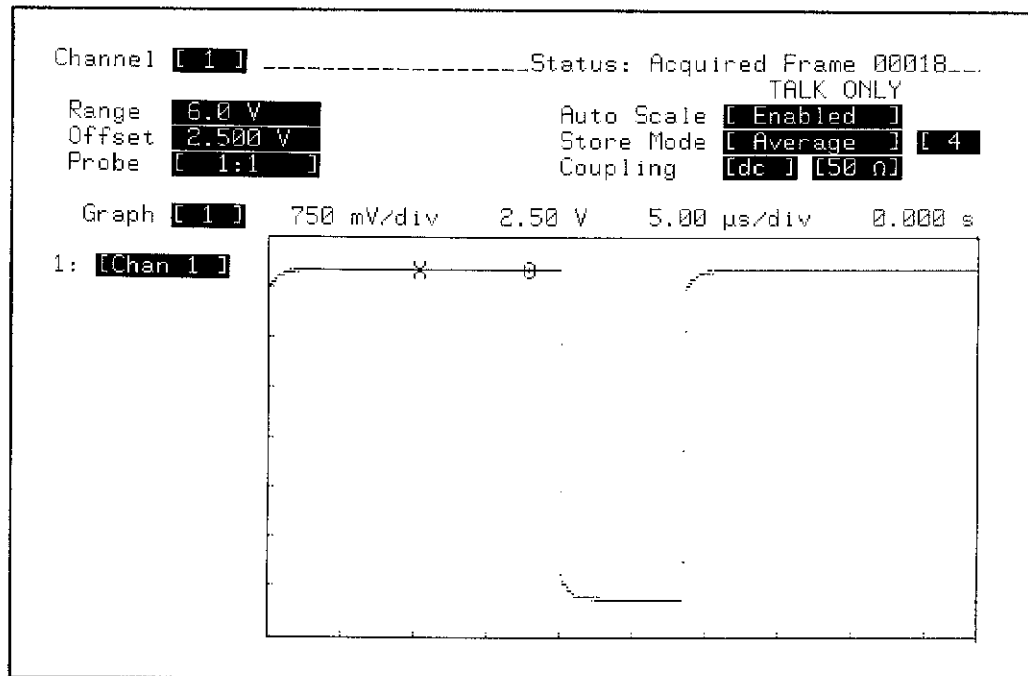 Channel [ 1 ] Status: Acquired Frame 00018
TALK ONLY
Range 6.0 V Auto Scale [ Enabled ]
Offset 2.500 V Store Mode [ Average ] [ 4
Probe [ 1:1 ] Coupling [dc ] [50 Ω]
Graph [ 1 ] 750 mV/div 2.50 V 5.00 µs/div 0.000 s
1: [Chan 1 ]